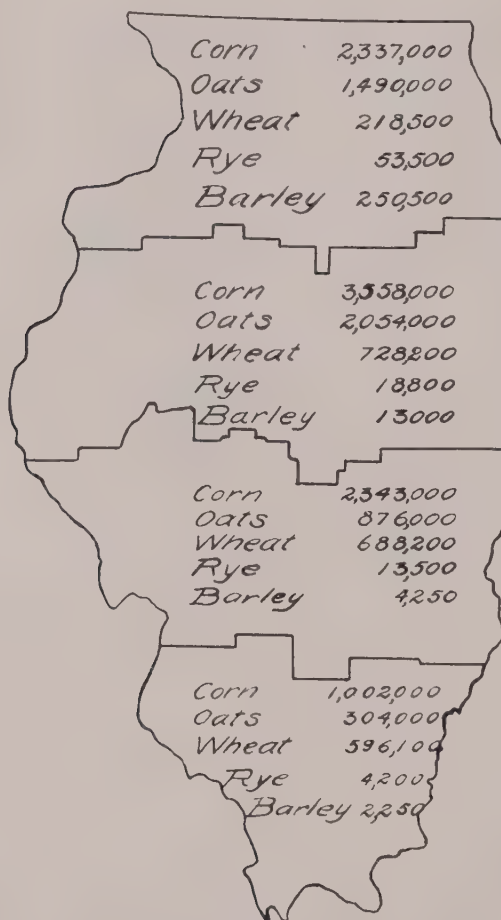 Corn 2,337,000
Oats 1,490,000
Wheat 218,500
Rye 53,500
Barley 250,500
Corn 3,558,000
Oats 2,054,000
Wheat 728,200
Rye 18,800
Barley 13000
Corn 2,343,000
Oats 876,000
Wheat 688,200
Rye 13,500
Barley 4,250
Corn 1,002,000
Oats 304,000
Wheat 596,100
Rye 4,200
Barley 2,250